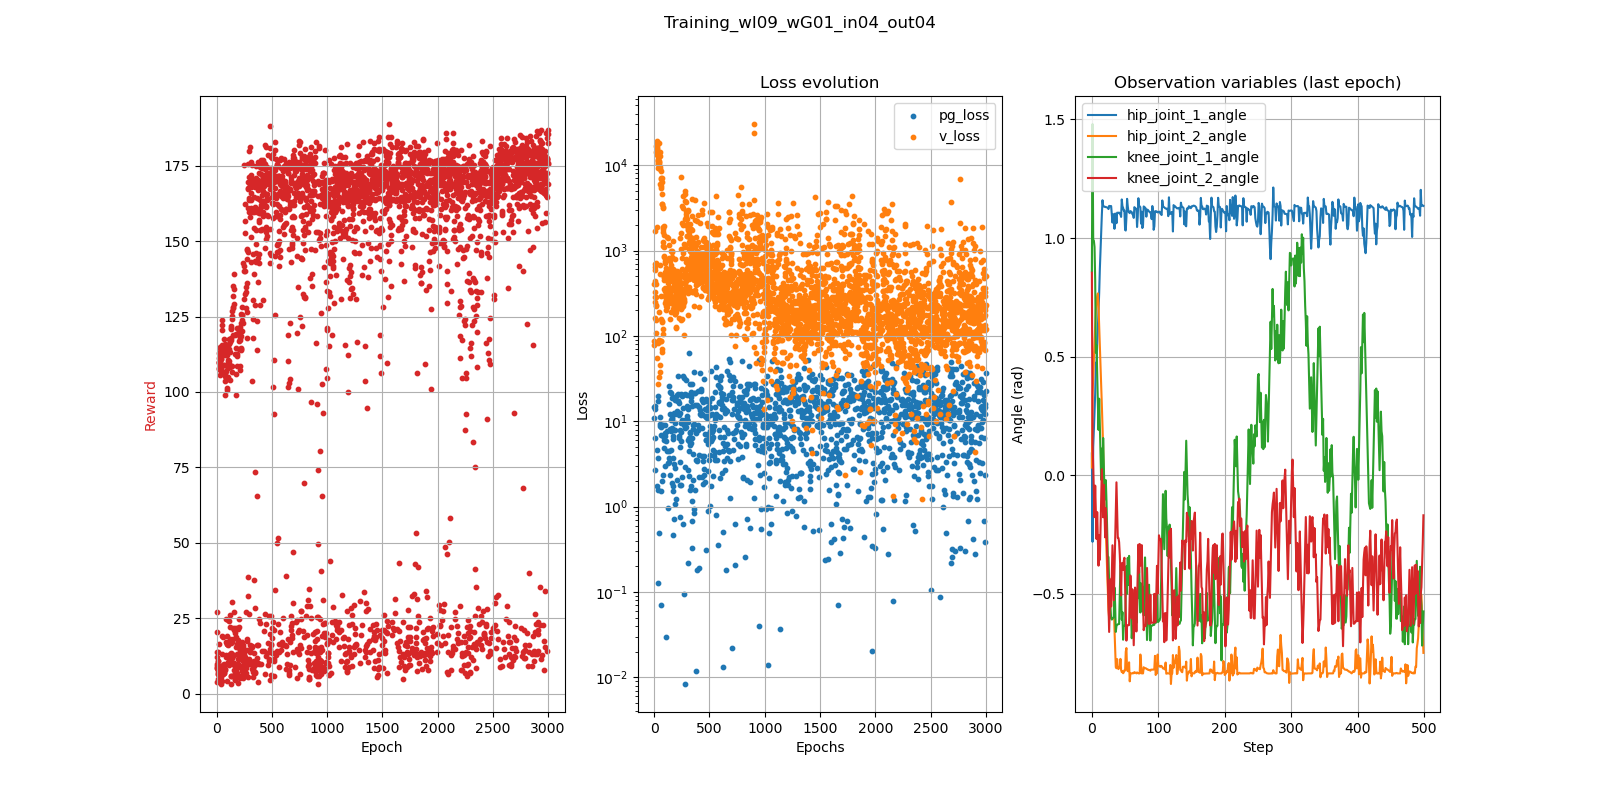 Training_wI09_wG01_in04_out04
Reward
175
150
125
100
75
50
25
0
0 500 1000 1500 2000 2500 3000
Epoch
Loss evolution
pg_loss
v_loss
Loss
10^4
10^3
10^2
10^1
10^0
10^−1
10^−2
0 500 1000 1500 2000 2500 3000
Epochs
Observation variables (last epoch)
hip_joint_1_angle
hip_joint_2_angle
knee_joint_1_angle
knee_joint_2_angle
Angle (rad)
1.5
1.0
0.5
0.0
−0.5
0 100 200 300 400 500
Step